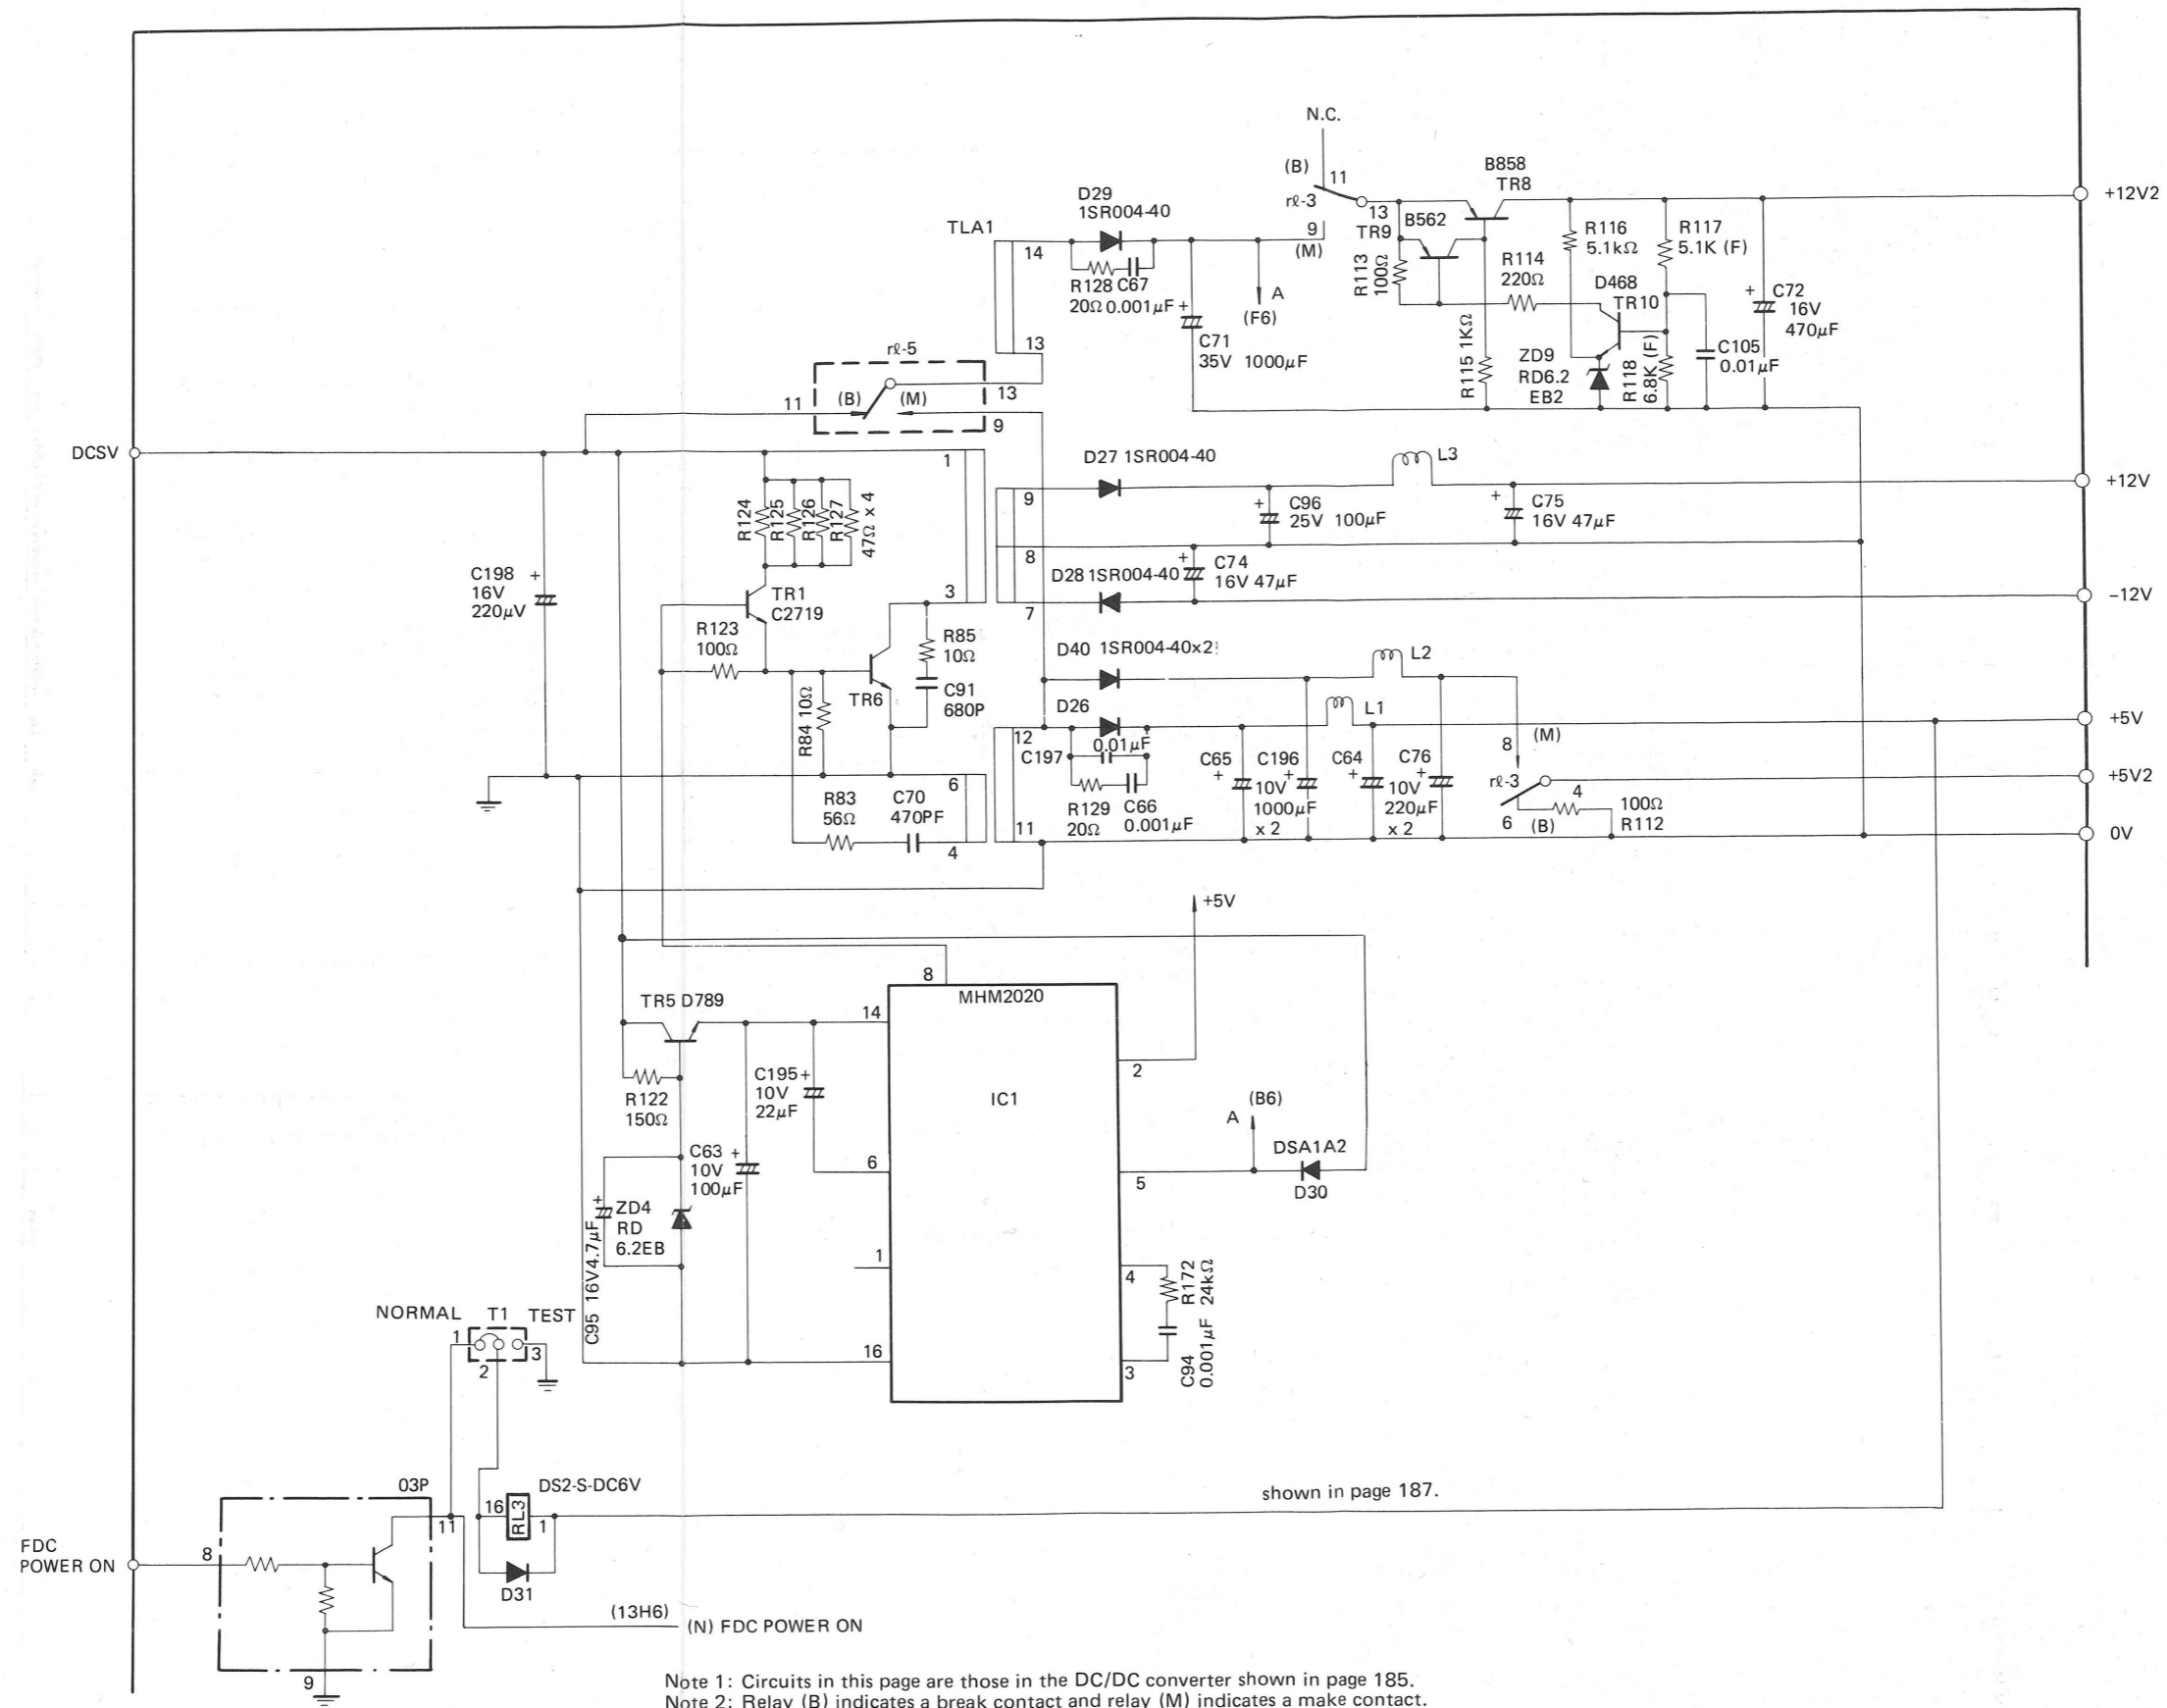 N.C.
(B)
11
rℓ-3
13
9
(M)
B858
TR8
+12V2
D29
1SR004-40
TLA1
14
R128 C67
20Ω 0.001μF +
A
(F6)
C71
35V 1000μF
B562
TR9
R113
100Ω
R114
220Ω
R115 1KΩ
R116
5.1kΩ
R117
5.1K (F)
D468
TR10
ZD9
RD6.2
EB2
R118
6.8K (F)
C105
0.01μF
+ C72
16V
470μF
13
rℓ-5
11
(B)
(M)
13
9
DCSV
1
D27 1SR004-40
L3
+12V
9
+ C96
25V 100μF
+ C75
16V 47μF
R124
R125
R126
R127
47Ω x 4
8
+ C74
16V 47μF
D28 1SR004-40
7
−12V
C198 +
16V
220μV
TR1
C2719
3
R123
100Ω
R85
10Ω
C91
680P
TR6
R84 10Ω
D40 1SR004-40x2
L2
D26
L1
+5V
12
C197
0.01μF
R129
20Ω
C66
0.001μF
C65
+
C196
10V +
1000μF
x 2
C64
+
C76
10V +
220μF
x 2
8
(M)
rℓ-3
4
+5V2
6
(B)
100Ω
R112
0V
6
R83
56Ω
C70
470PF
4
11
+5V
8
MHM2020
IC1
TR5 D789
14
R122
150Ω
C195 +
10V
22μF
2
C63 +
10V
100μF
6
A
(B6)
DSA1A2
D30
5
+
ZD4
RD
6.2EB
C95 16V4.7μF
1
4
R172
24kΩ
C94
0.001μF
3
16
NORMAL T1 TEST
1
2
3
03P
11
DS2-S-DC6V
16
RL3
1
D31
shown in page 187.
FDC
POWER ON
8
9
(13H6)
(N) FDC POWER ON
Note 1: Circuits in this page are those in the DC/DC converter shown in page 185.
Note 2: Relay (B) indicates a break contact and relay (M) indicates a make contact.